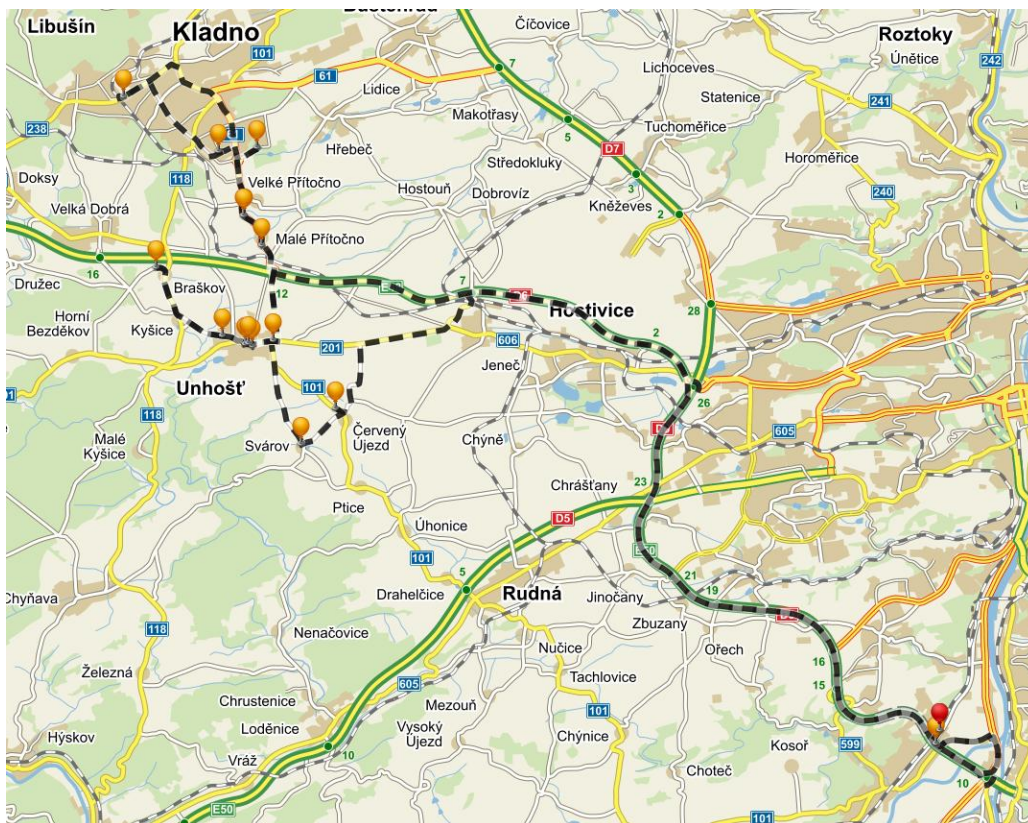 Libušín
Kladno
Buštěhrad
Číčovice
Roztoky
Únětice
242
101
7
61
Lidice
Lichoceves
Statenice
241
Makotřasy
5
Tuchoměřice
238
Hřebeč
Středokluky
D7
Horoměřice
Doksy
118
Velké Přítočno
Hostouň
Dobrovíz
3
240
Velká Dobrá
Kněževes
2
Malé Přítočno
16
7
Družec
Braškov
12
28
Hostivice
Horní
Bezděkov
Kyšice
2
201
606
Jeneč
Unhošť
101
26
118
Červený
Újezd
605
Malé
Kyšice
Svárov
Chýně
23
Chrášťany
Ptice
Úhonice
D5
101
5
21
19
Chyňava
Drahelčice
Rudná
Jinočany
Zbuzany
118
Nenačovice
Nučice
Ořech
16
Železná
605
Tachlovice
15
Chrustenice
Mezouň
Loděnice
101
Hýskov
Vysoký
Újezd
Chýnice
Kosoř
599
Vráž
10
Choteč
10
E50
101